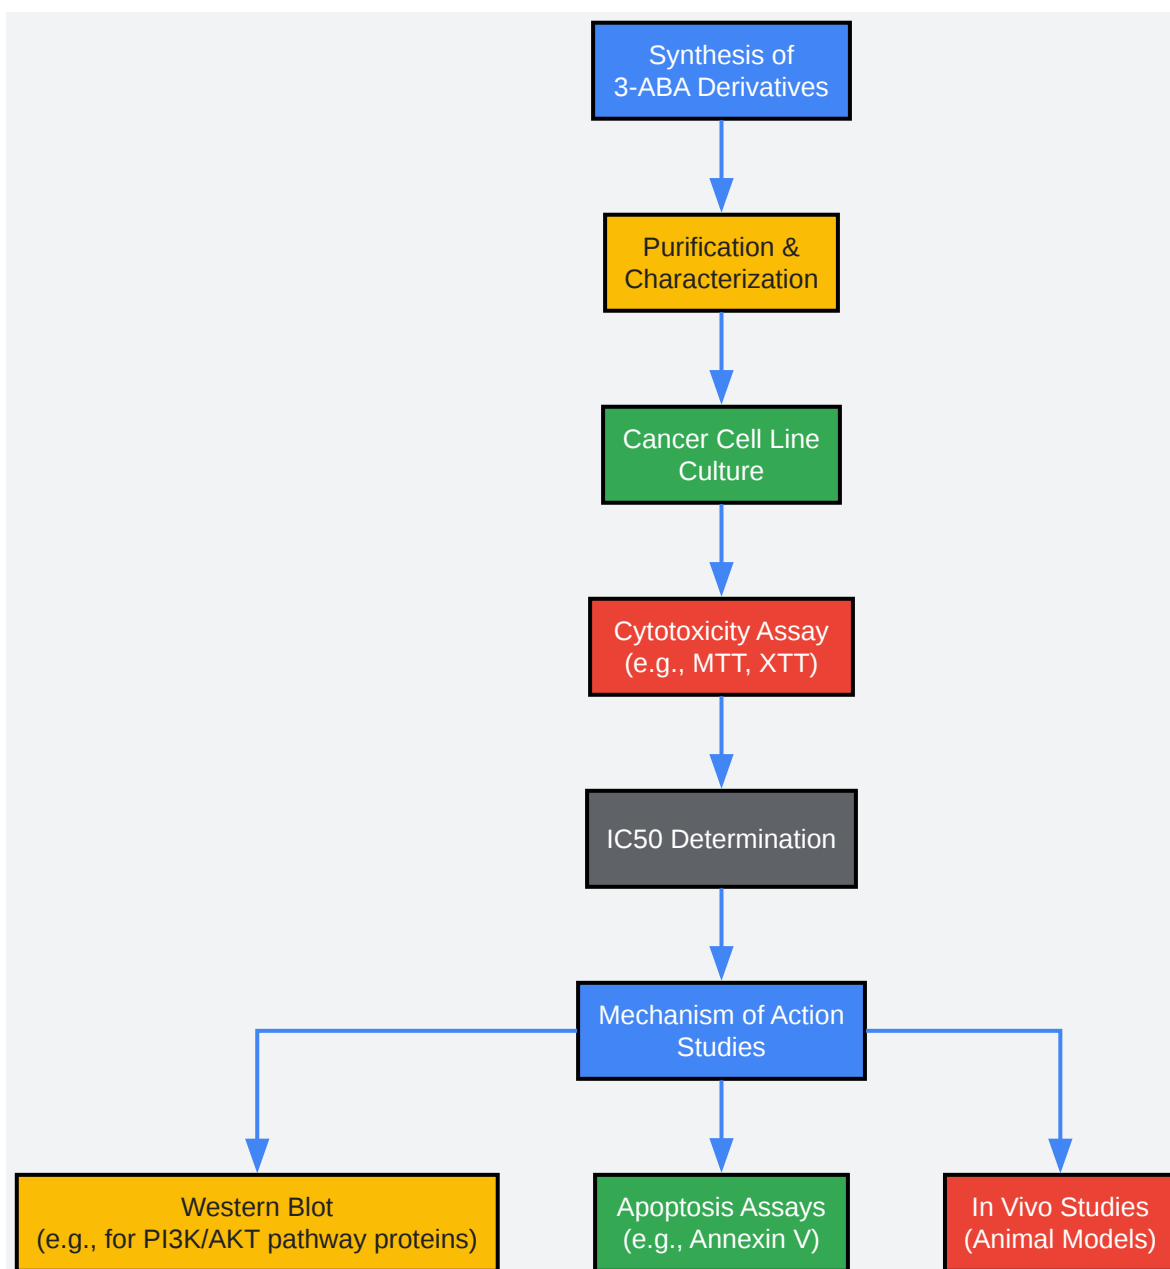 Synthesis of
3-ABA Derivatives
Purification &
Characterization
Cancer Cell Line
Culture
Cytotoxicity Assay
(e.g., MTT, XTT)
IC50 Determination
Mechanism of Action
Studies
Western Blot
(e.g., for PI3K/AKT pathway proteins)
Apoptosis Assays
(e.g., Annexin V)
In Vivo Studies
(Animal Models)